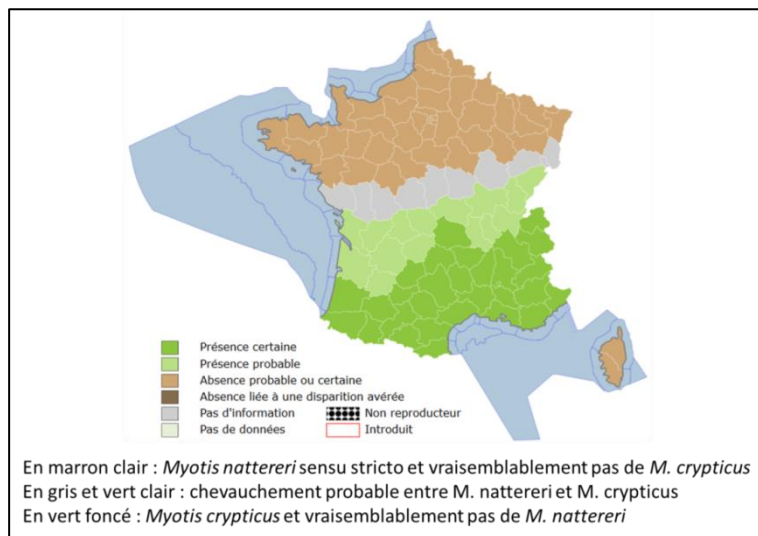 Présence certaine
Présence probable
Absence probable ou certaine
Absence liée à une disparition avérée
Pas d'information
Non reproducteur
Pas de données
Introduit
En marron clair : Myotis nattereri sensu stricto et vraisemblablement pas de M. crypticus
En gris et vert clair : chevauchement probable entre M. nattereri et M. crypticus
En vert foncé : Myotis crypticus et vraisemblablement pas de M. nattereri